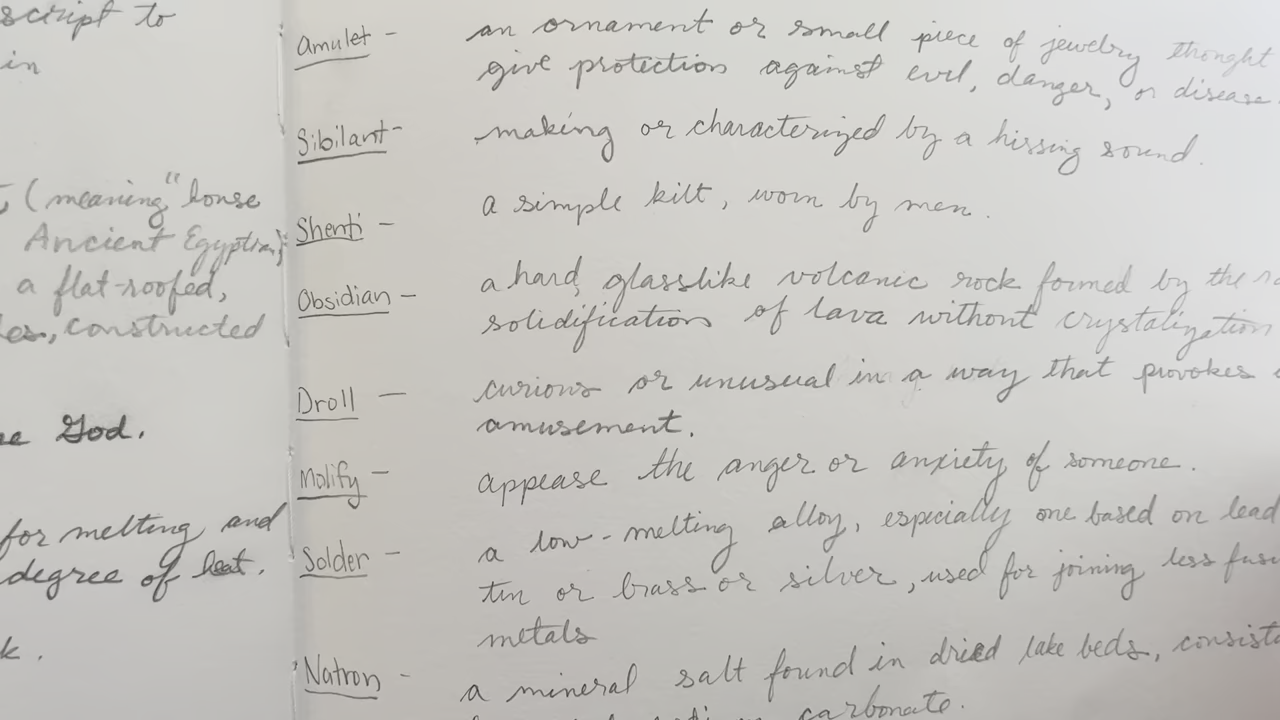 script to
in
(meaning "house
Ancient Egyptian)
a flat-roofed,
constructed
God.
for melting and
degree of heat.
k.
Amulet - an ornament or small piece of jewelry thought
give protection against evil, danger, or disease.
Sibilant - making or characterized by a hissing sound.
Shenti - a simple kilt, worn by men.
Obsidian - a hard, glasslike volcanic rock formed by the
solidification of lava without crystalization
Droll - curious or unusual in a way that provokes
amusement.
Molify - appease the anger or anxiety of someone.
Solder - a low-melting alloy, especially one based on lead
tin or brass or silver, used for joining less fusi
metals
Natron - a mineral salt found in dried lake beds, consist
carbonate.